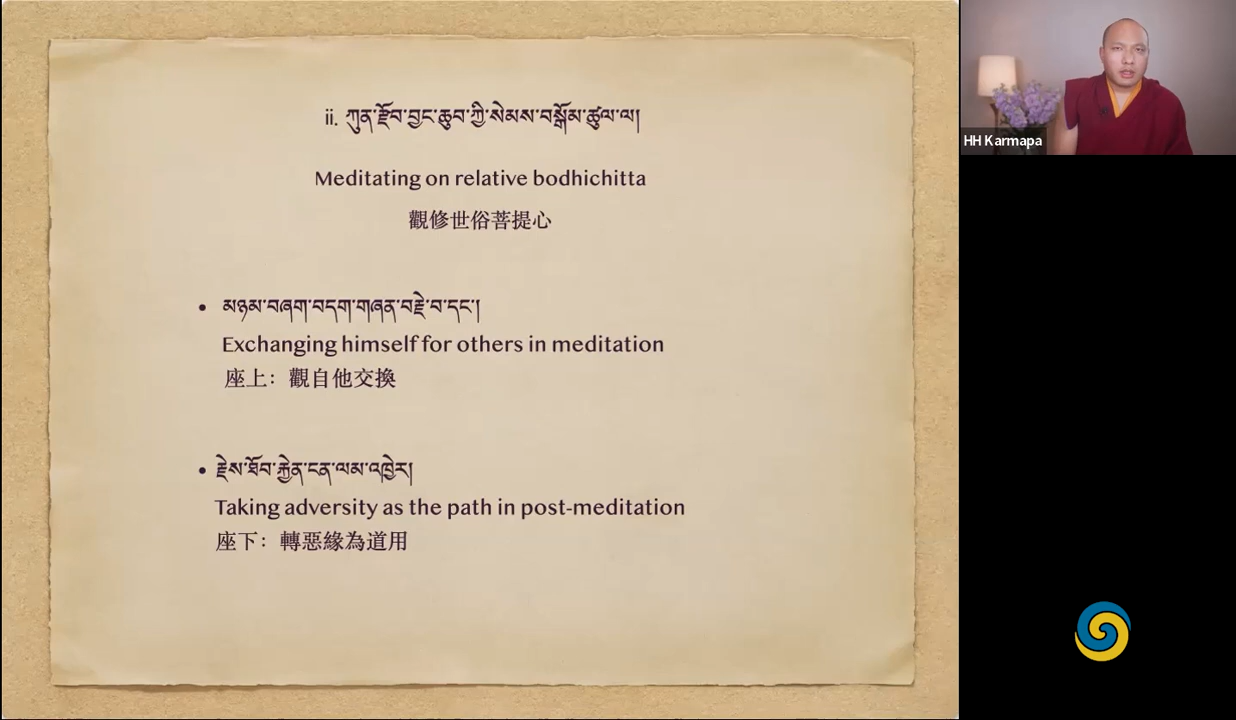 ii. ཀུན་རྫོབ་བྱང་ཆུབ་ཀྱི་སེམས་བསྒོམ་ཚུལ་ལ།
Meditating on relative bodhichitta
觀修世俗菩提心
• མཉམ་བཞག་བདག་གཞན་བརྗེ་བ་དང་།
Exchanging himself for others in meditation
座上：觀自他交換
• རྗེས་ཐོབ་རྐྱེན་ངན་ལམ་འཁྱེར།
Taking adversity as the path in post-meditation
座下：轉惡緣為道用
HH Karmapa